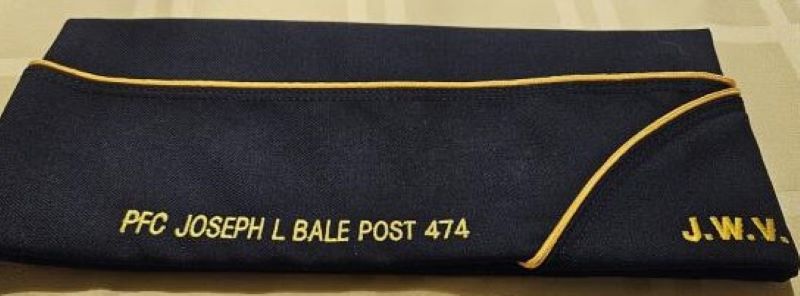 PFC JOSEPH L BALE POST 474
J.W.V.